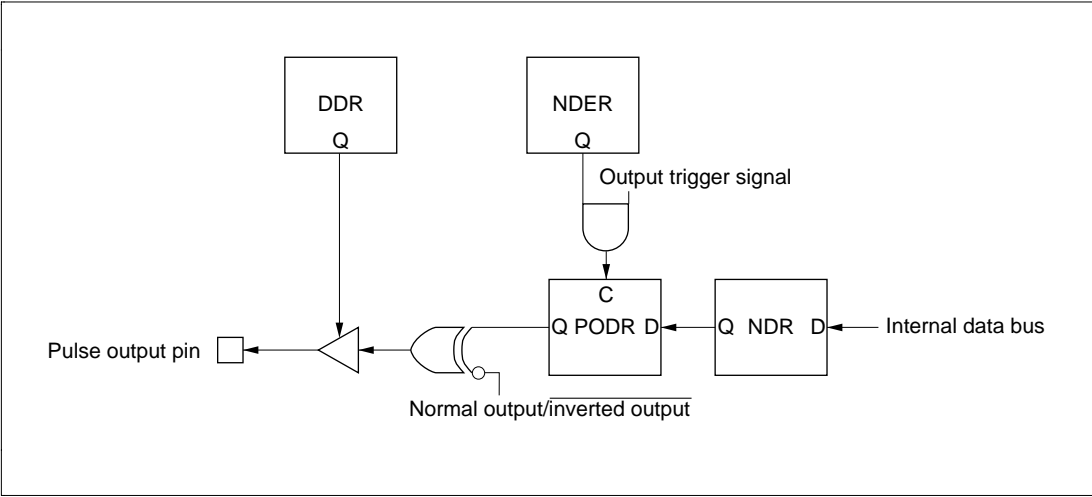 DDR
Q
NDER
Q
Output trigger signal
C
Q PODR D
Q NDR D
Internal data bus
Pulse output pin
Normal output/inverted output